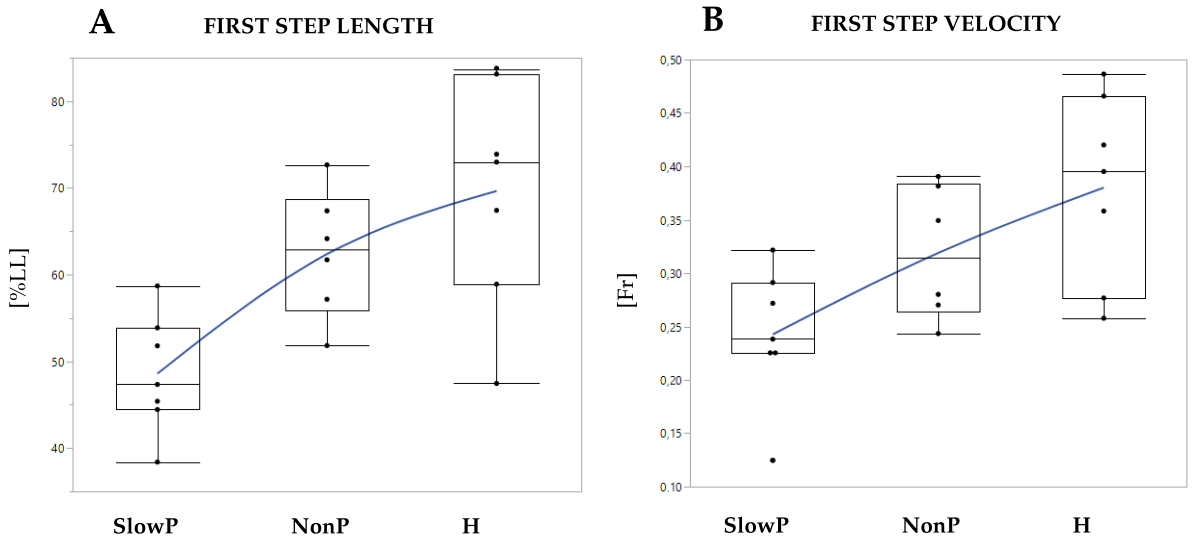 A
FIRST STEP LENGTH
B
FIRST STEP VELOCITY
80
70
60
50
40
[%LL]
SlowP
NonP
H
0,50
0,45
0,40
0,35
0,30
0,25
0,20
0,15
0,10
[Fr]
SlowP
NonP
H